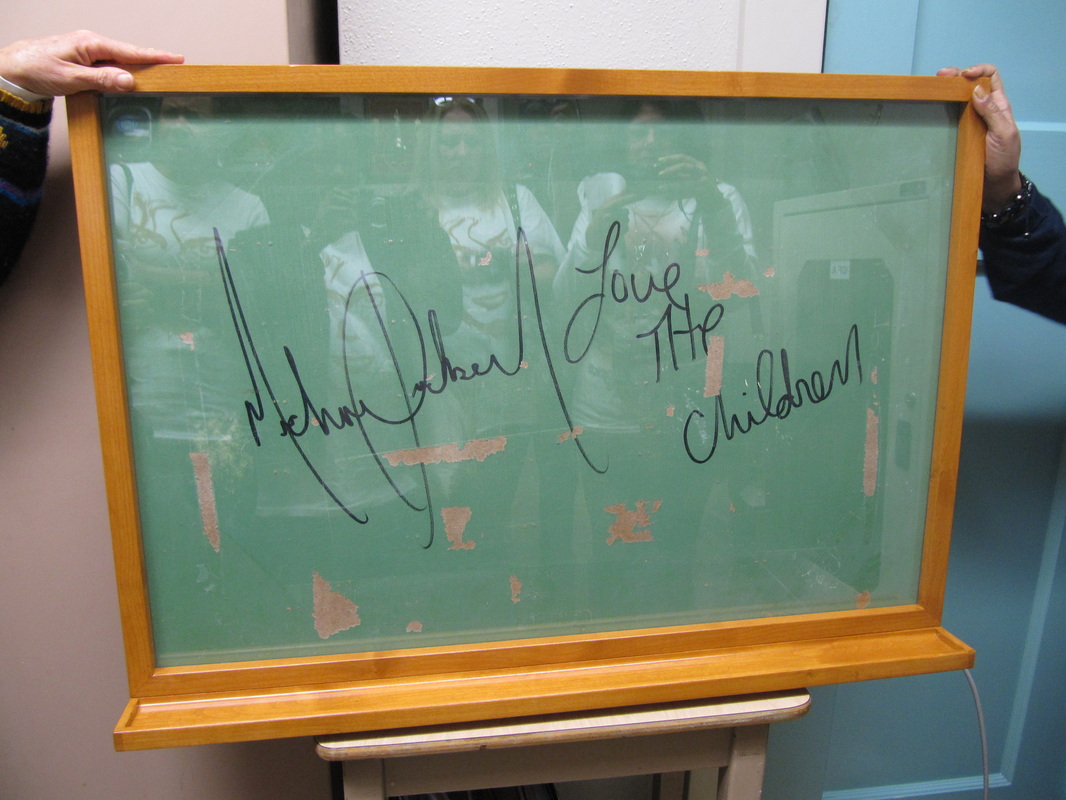 Michael Jackson
Love
THe
Children